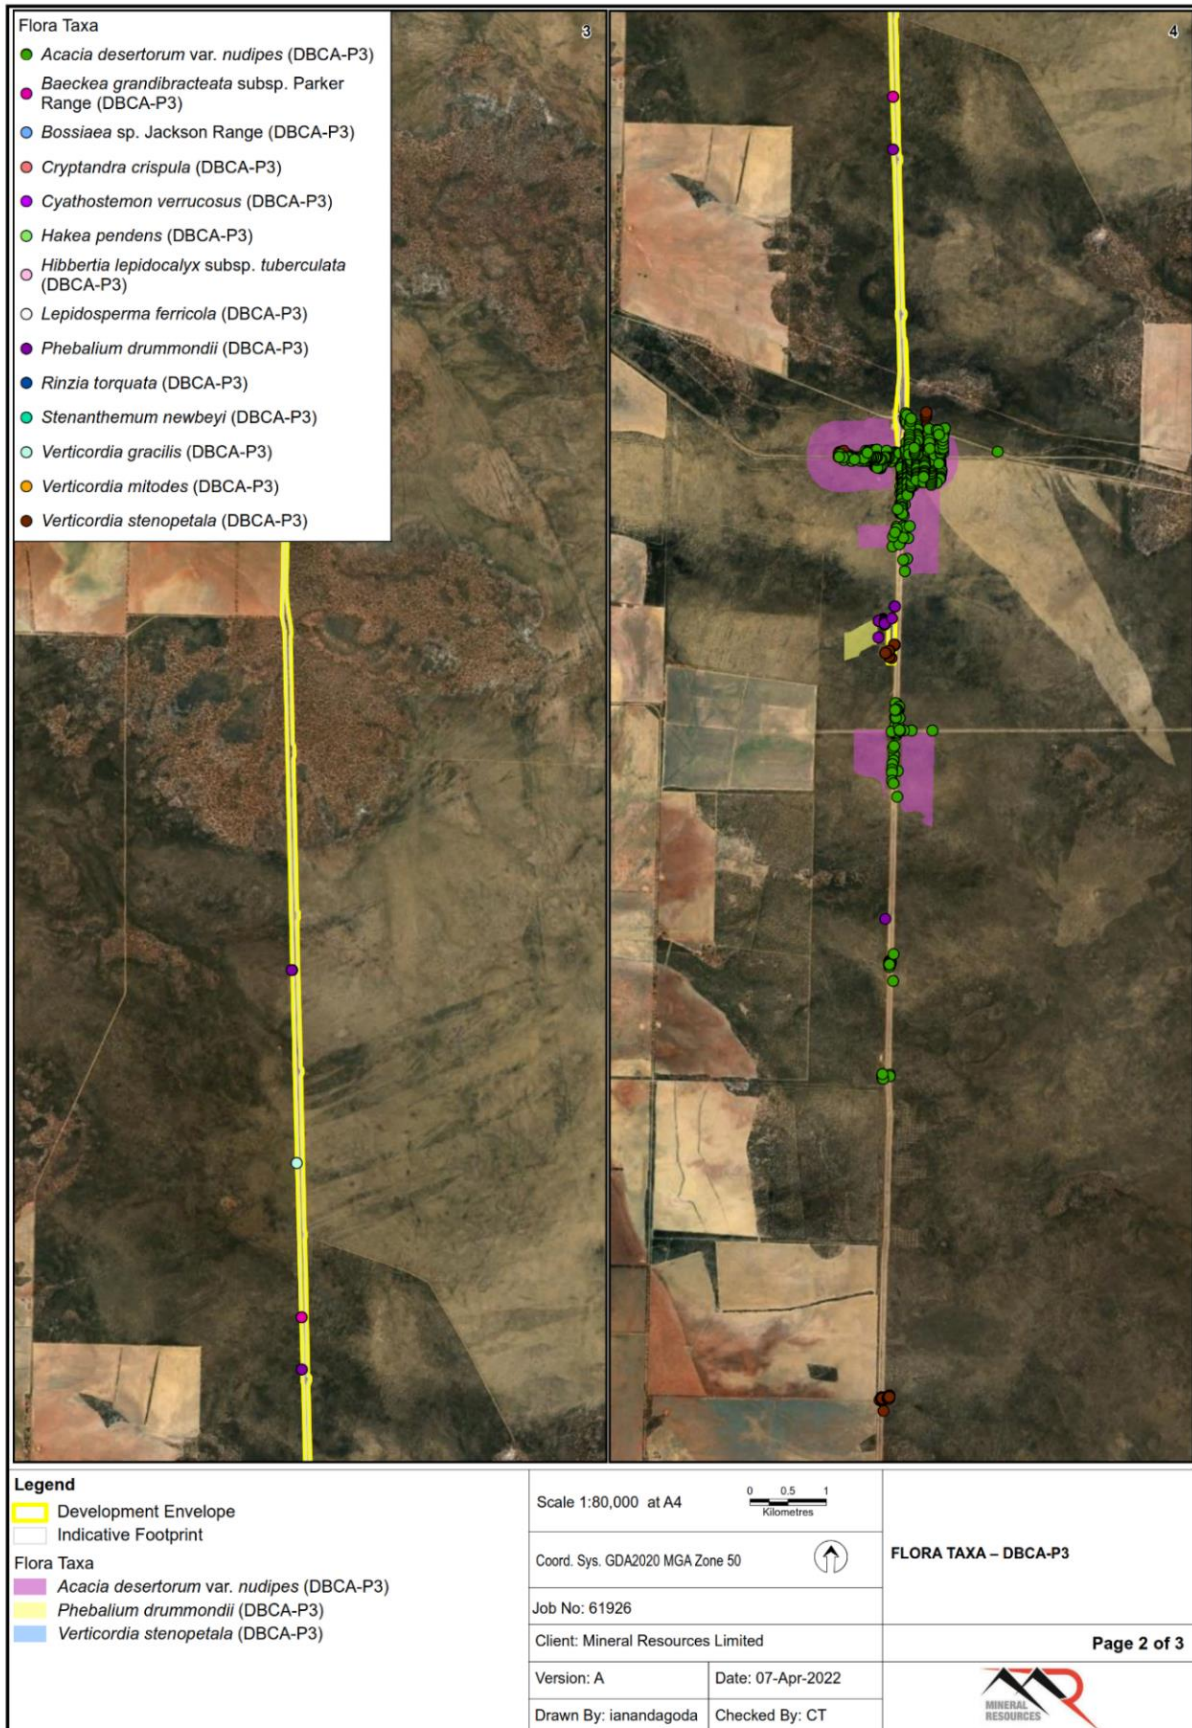 Flora Taxa
Acacia desertorum var. nudipes (DBCA-P3)
Baeckea grandibracteata subsp. Parker
Range (DBCA-P3)
Bossiaea sp. Jackson Range (DBCA-P3)
Cryptandra crispula (DBCA-P3)
Cyathostemon verrucosus (DBCA-P3)
Hakea pendens (DBCA-P3)
Hibbertia lepidocalyx subsp. tuberculata
(DBCA-P3)
Lepidosperma ferricola (DBCA-P3)
Phebalium drummondii (DBCA-P3)
Rinzia torquata (DBCA-P3)
Stenanthemum newbeyi (DBCA-P3)
Verticordia gracilis (DBCA-P3)
Verticordia mitodes (DBCA-P3)
Verticordia stenopetala (DBCA-P3)
3
4
Legend
Development Envelope
Indicative Footprint
Flora Taxa
Acacia desertorum var. nudipes (DBCA-P3)
Phebalium drummondii (DBCA-P3)
Verticordia stenopetala (DBCA-P3)
Scale 1:80,000 at A4
0 0.5 1
Kilometres
Coord. Sys. GDA2020 MGA Zone 50
Job No: 61926
Client: Mineral Resources Limited
Version: A
Date: 07-Apr-2022
Drawn By: ianandagoda
Checked By: CT
FLORA TAXA – DBCA-P3
Page 2 of 3
MINERAL
RESOURCES